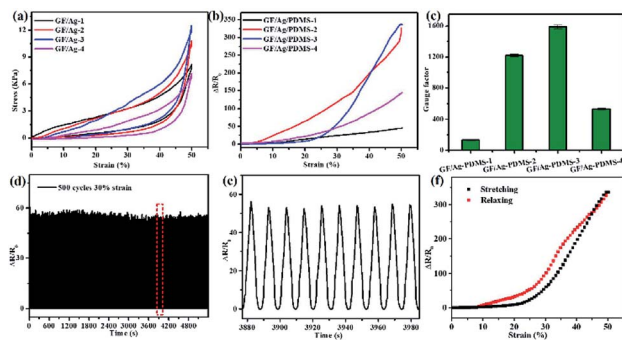 (a)
GF/Ag-1
GF/Ag-2
GF/Ag-3
GF/Ag-4
Stress (KPa)
12
9
6
3
0
0 10 20 30 40 50
Strain (%)
(b)
GF/Ag/PDMS-1
GF/Ag/PDMS-2
GF/Ag/PDMS-3
GF/Ag/PDMS-4
ΔR/R₀
350
300
250
200
150
100
50
0
0 10 20 30 40 50
Strain (%)
(c)
Gauge factor
1600
1200
800
400
0
GF/Ag-PDMS-1
GF/Ag-PDMS-2
GF/Ag-PDMS-3
GF/Ag-PDMS-4
(d)
500 cycles 30% strain
ΔR/R₀
90
60
30
0
0 600 1200 1800 2400 3000 3600 4200 4800
Time (s)
(e)
ΔR/R₀
60
40
20
0
3880 3900 3920 3940 3960 3980
Time (s)
(f)
Stretching
Relaxing
ΔR/R₀
300
200
100
0
0 10 20 30 40 50
Strain (%)